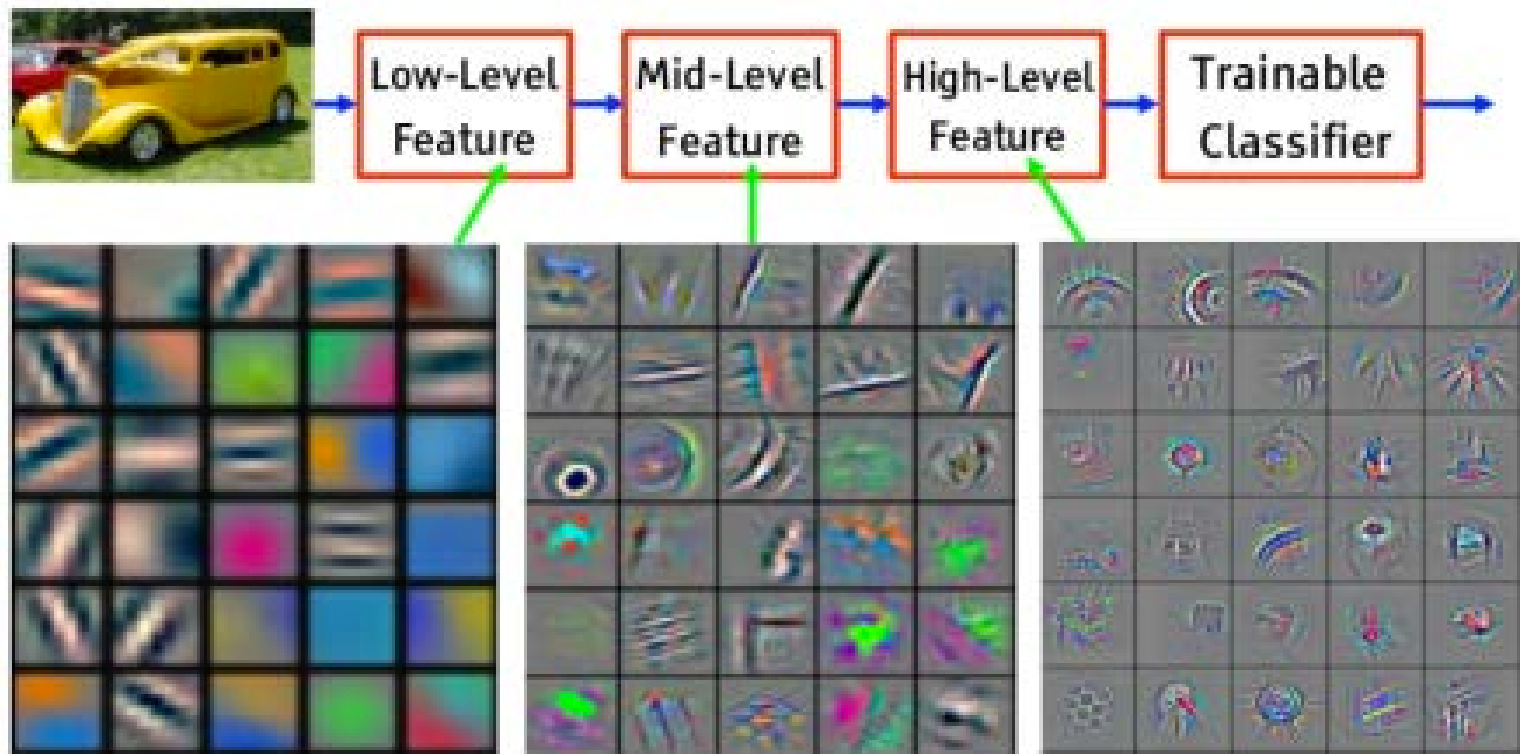 Low-Level
Feature
Mid-Level
Feature
High-Level
Feature
Trainable
Classifier